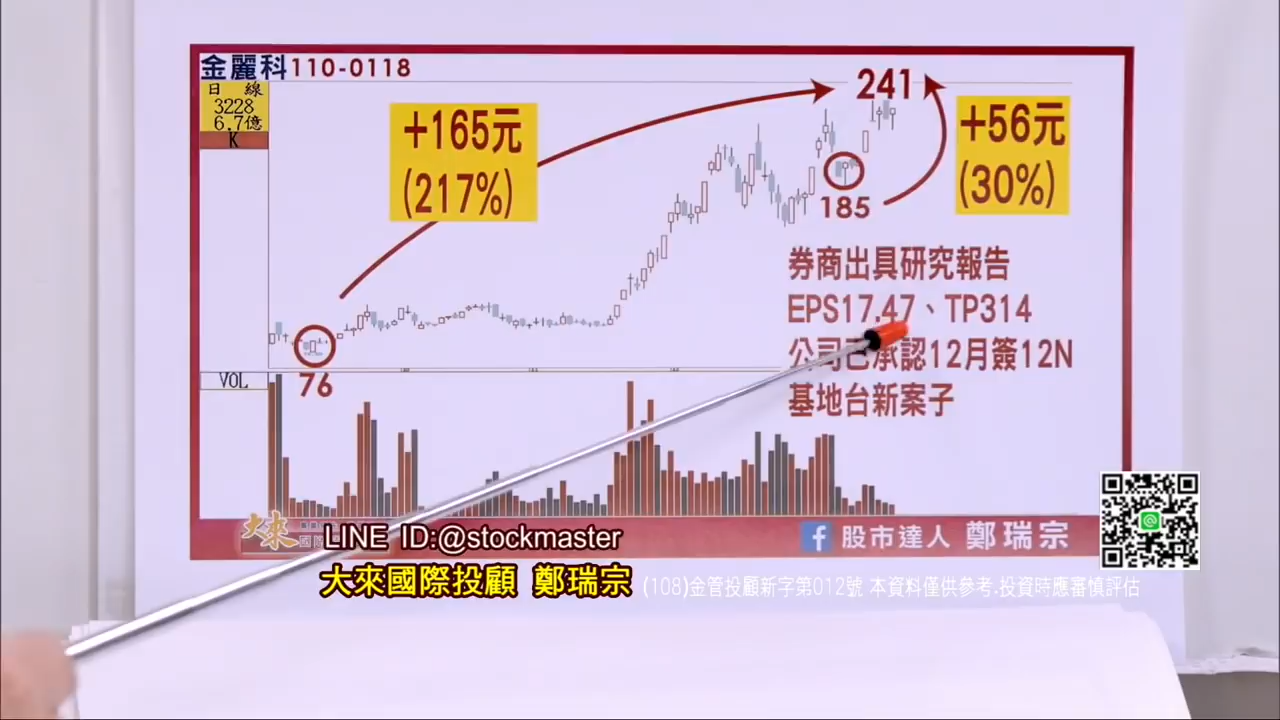 金麗科110-0118
日 線
3228
6.7億
K
+165元
(217%)
241
+56元
(30%)
185
76
券商出具研究報告
EPS17.47、TP314
公司已承認12月簽12N
基地台新案子
VOL
大來
LINE ID:@stockmaster
股市達人 鄭瑞宗
大來國際投顧 鄭瑞宗 (108)金管投顧新字第012號 本資料僅供參考.投資時應審慎評估